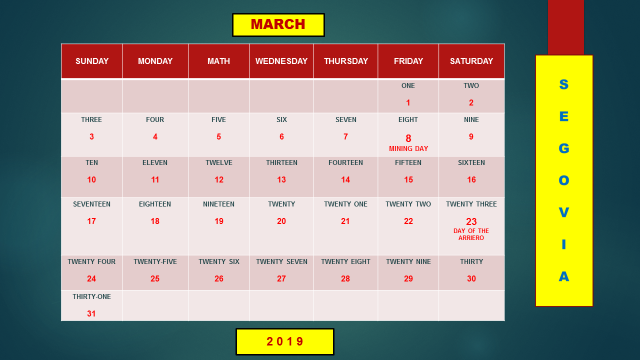 MARCH
SUNDAY MONDAY MATH WEDNESDAY THURSDAY FRIDAY SATURDAY
ONE TWO
1 2
THREE FOUR FIVE SIX SEVEN EIGHT NINE
3 4 5 6 7 8 9
MINING DAY
TEN ELEVEN TWELVE THIRTEEN FOURTEEN FIFTEEN SIXTEEN
10 11 12 13 14 15 16
SEVENTEEN EIGHTEEN NINETEEN TWENTY TWENTY ONE TWENTY TWO TWENTY THREE
17 18 19 20 21 22 23
DAY OF THE
ARRIERO
TWENTY FOUR TWENTY-FIVE TWENTY SIX TWENTY SEVEN TWENTY EIGHT TWENTY NINE THIRTY
24 25 26 27 28 29 30
THIRTY-ONE
31
2 0 1 9
S
E
G
O
V
I
A